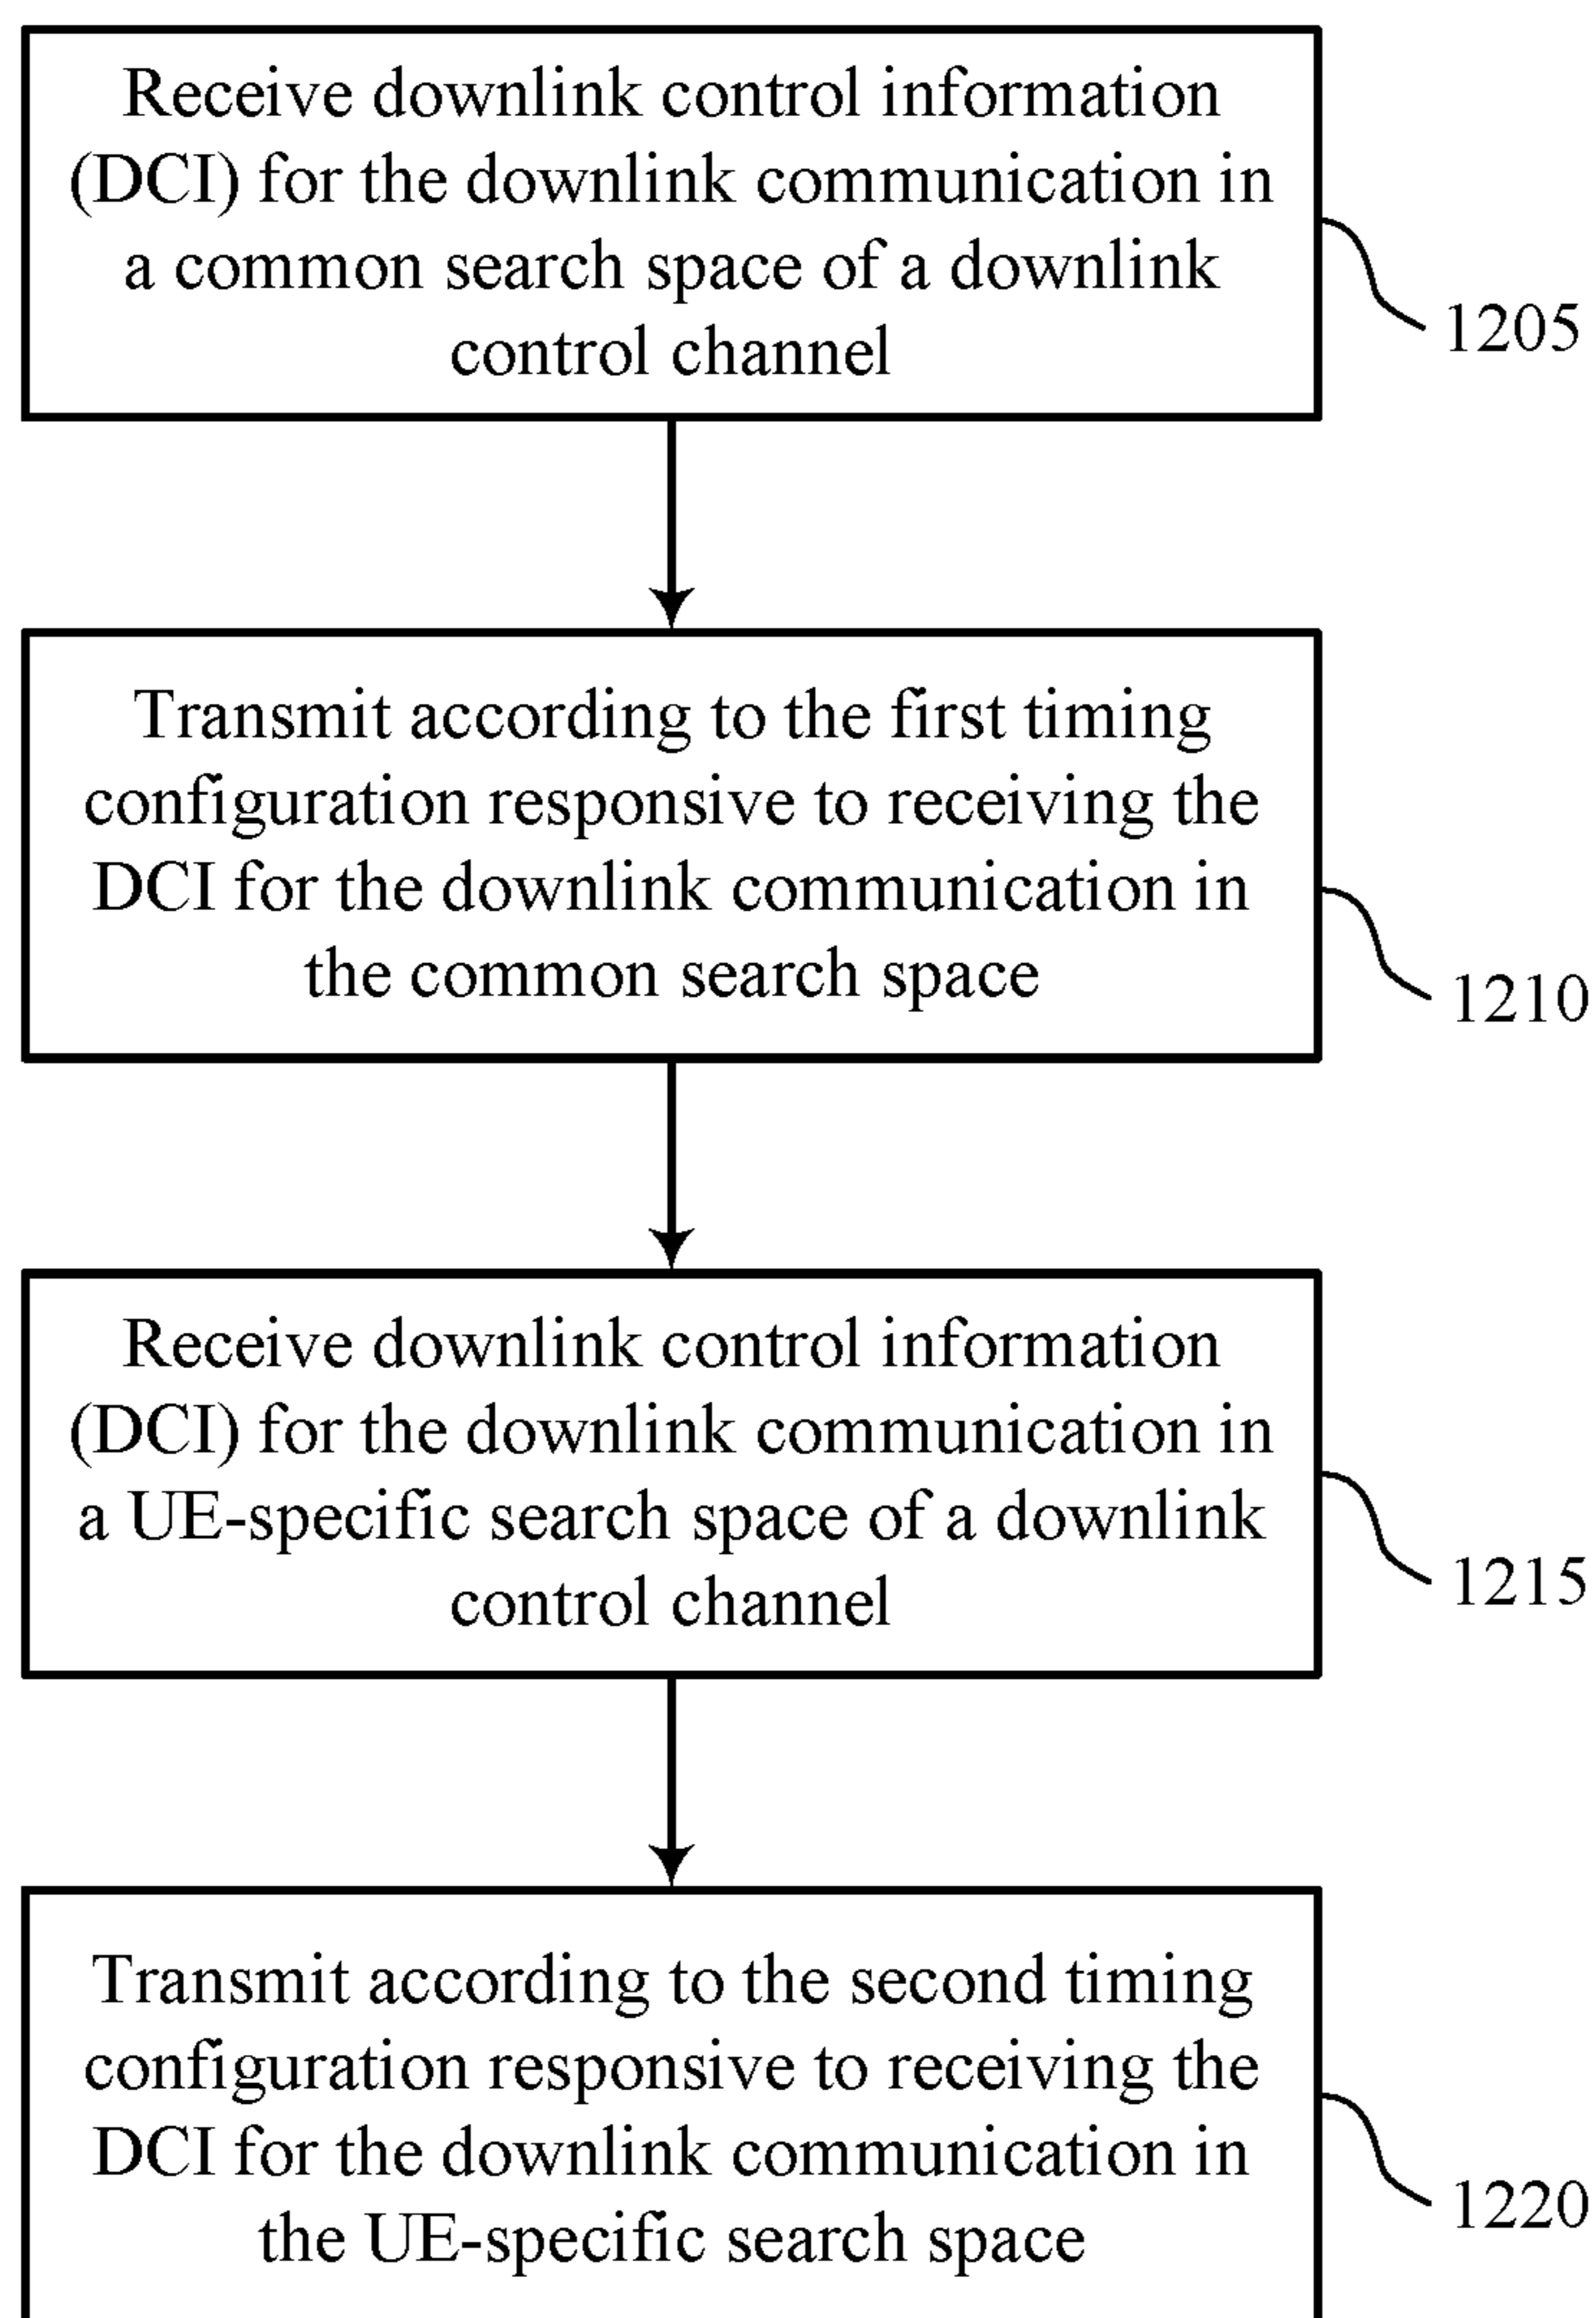 Receive downlink control information
(DCI) for the downlink communication in
a common search space of a downlink
control channel
1205
Transmit according to the first timing
configuration responsive to receiving the
DCI for the downlink communication in
the common search space
1210
Receive downlink control information
(DCI) for the downlink communication in
a UE-specific search space of a downlink
control channel
1215
Transmit according to the second timing
configuration responsive to receiving the
DCI for the downlink communication in
the UE-specific search space
1220